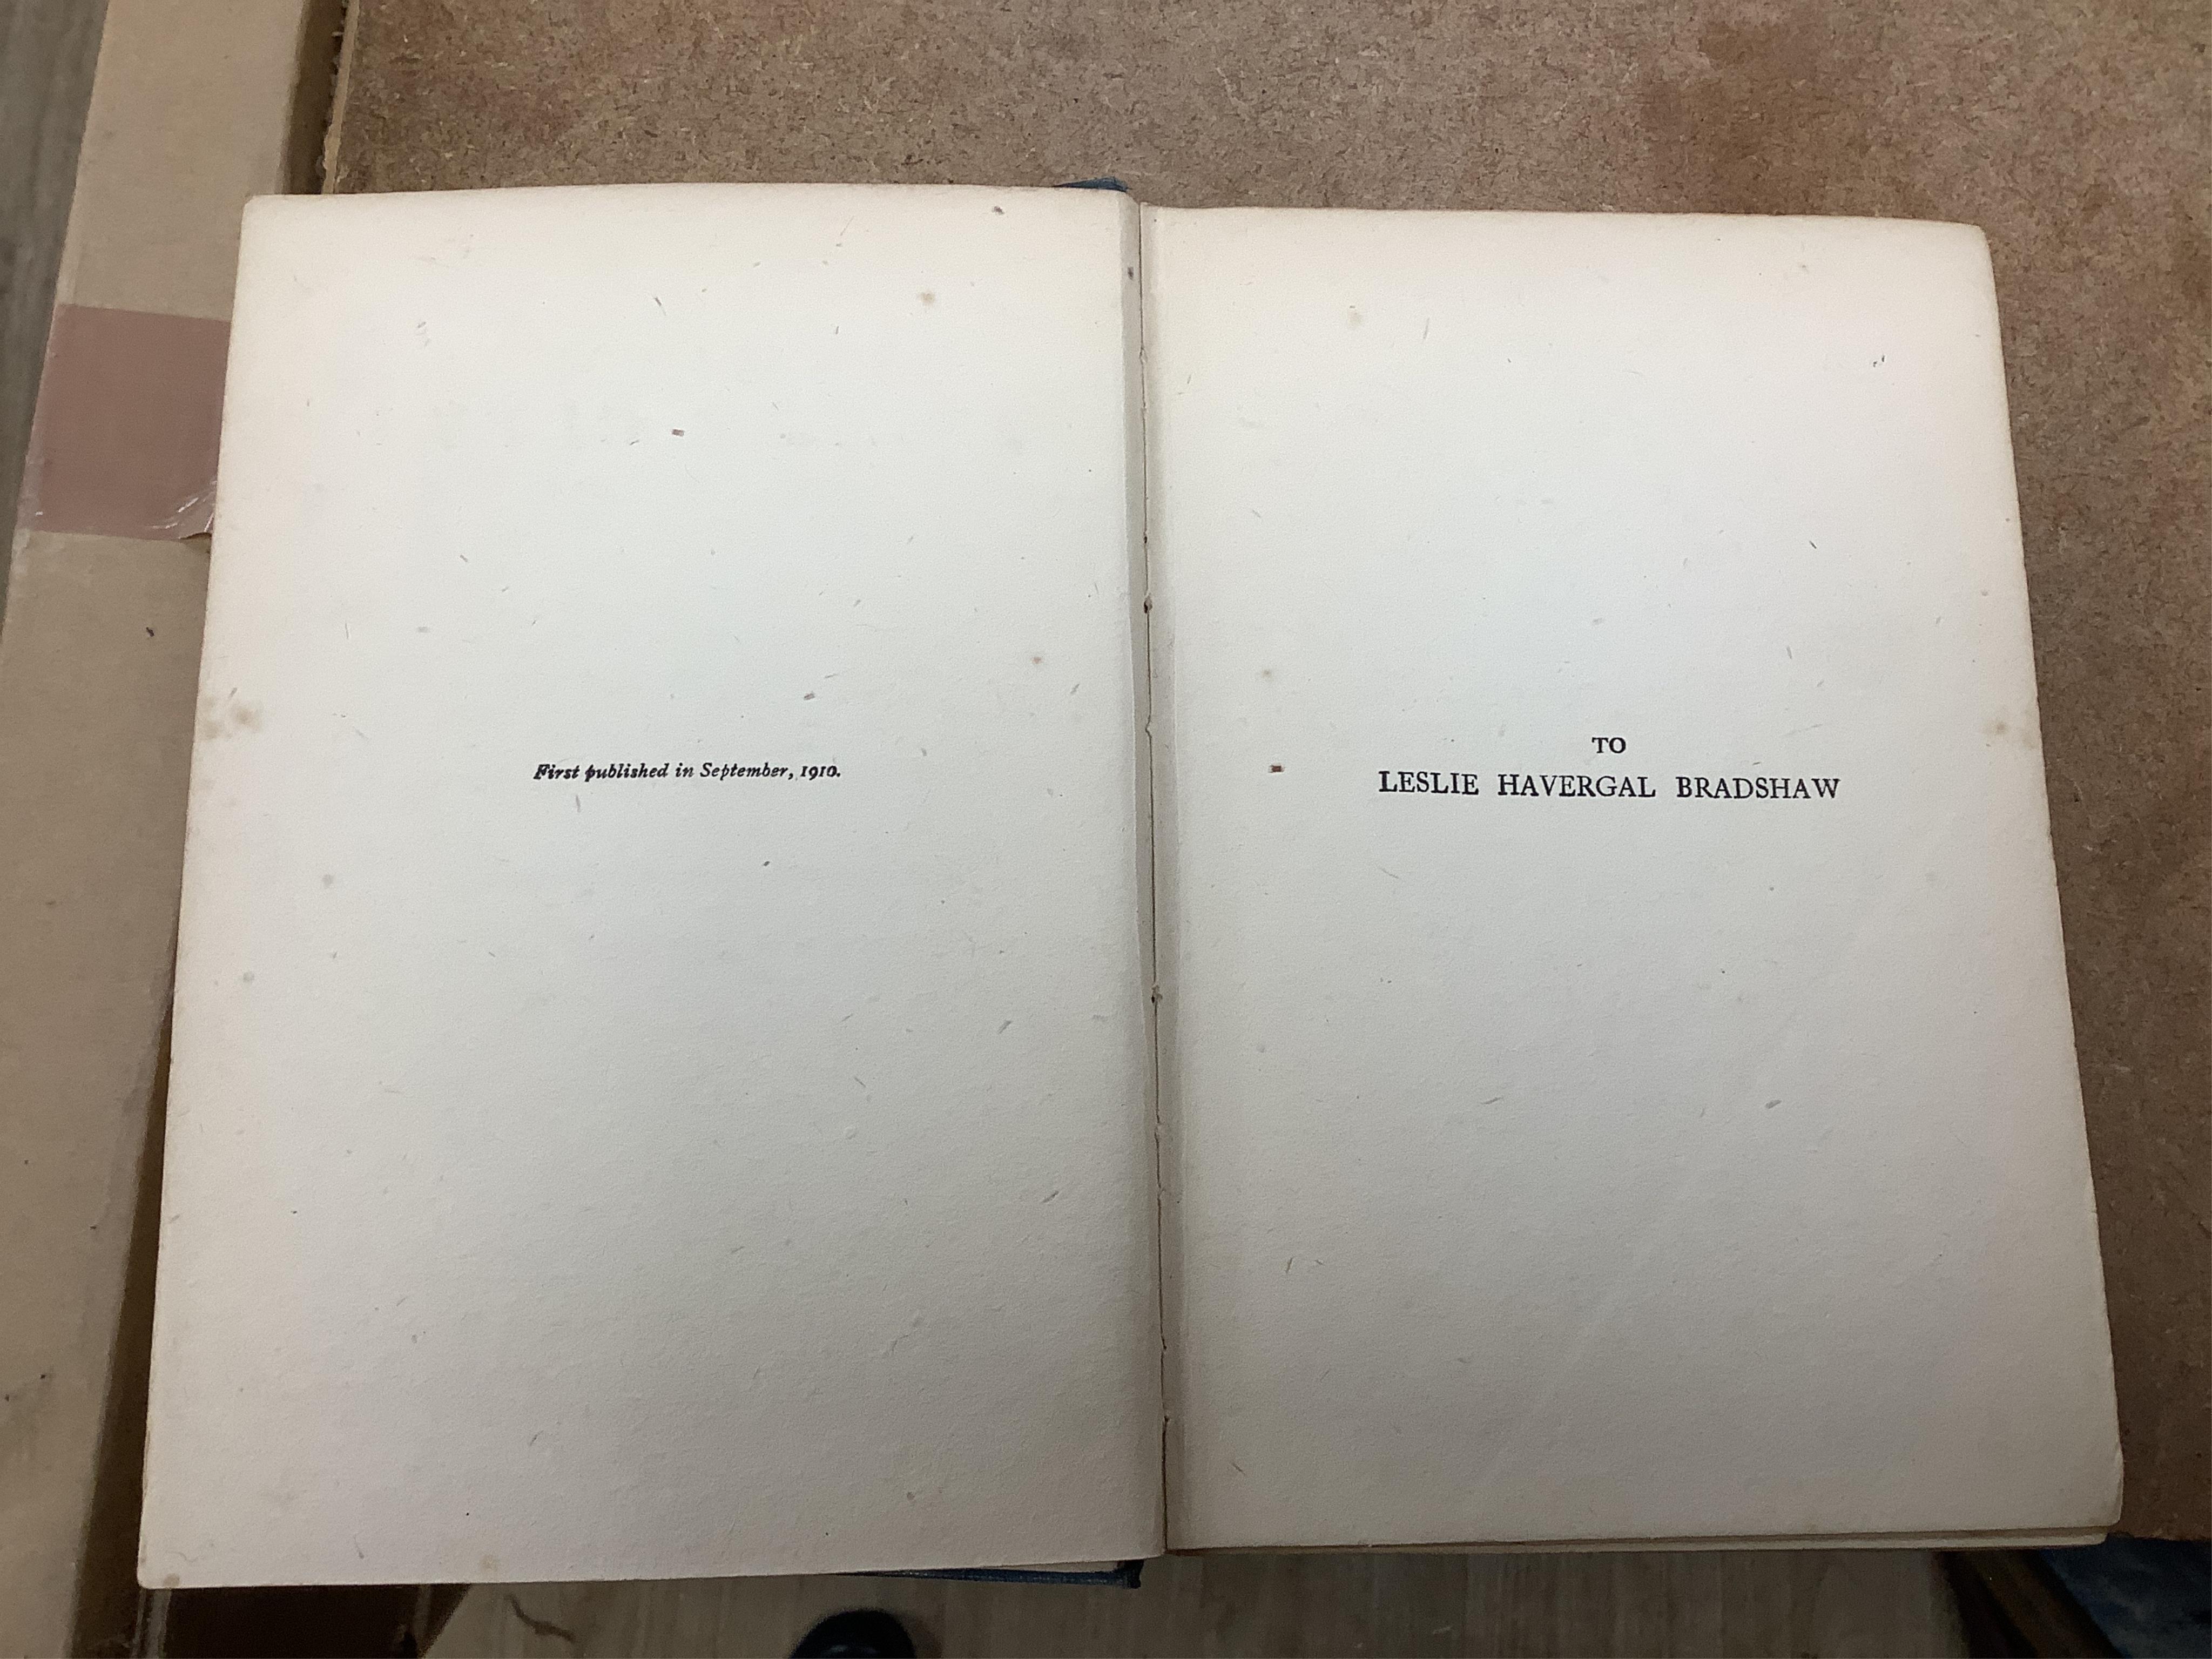 First published in September, 1910.
TO
LESLIE HAVERGAL BRADSHAW